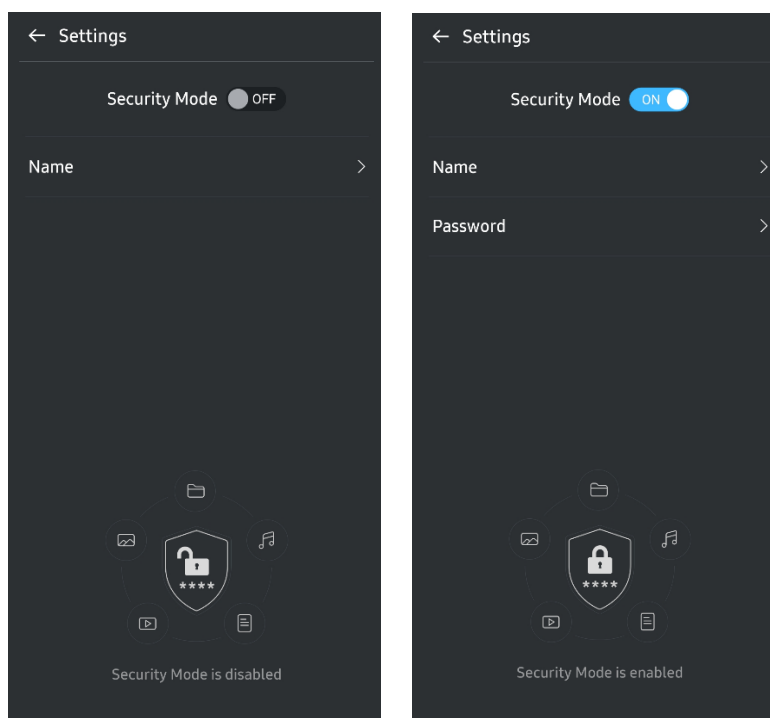 Settings
Security Mode OFF
Name
****
Security Mode is disabled
Settings
Security Mode ON
Name
Password
****
Security Mode is enabled